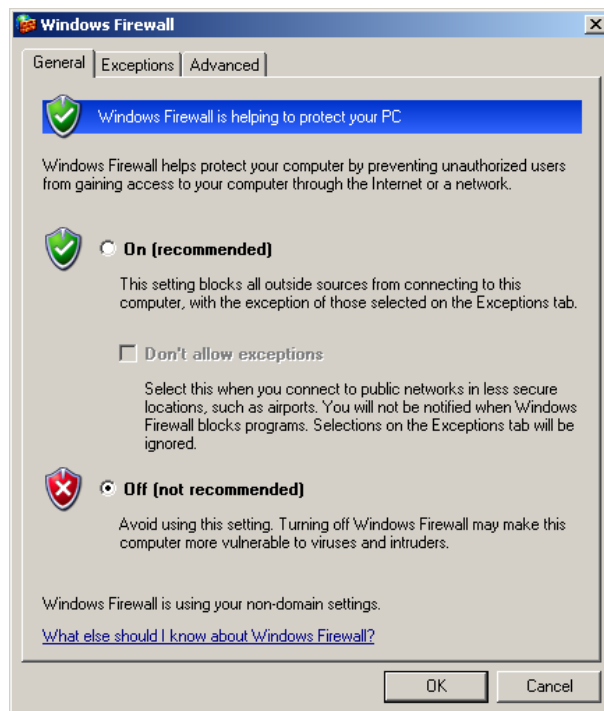 Windows Firewall
General Exceptions Advanced
Windows Firewall is helping to protect your PC
Windows Firewall helps protect your computer by preventing unauthorized users
from gaining access to your computer through the Internet or a network.
On (recommended)
This setting blocks all outside sources from connecting to this
computer, with the exception of those selected on the Exceptions tab.
Don't allow exceptions
Select this when you connect to public networks in less secure
locations, such as airports. You will not be notified when Windows
Firewall blocks programs. Selections on the Exceptions tab will be
ignored.
Off (not recommended)
Avoid using this setting. Turning off Windows Firewall may make this
computer more vulnerable to viruses and intruders.
Windows Firewall is using your non-domain settings.
What else should I know about Windows Firewall?
OK Cancel